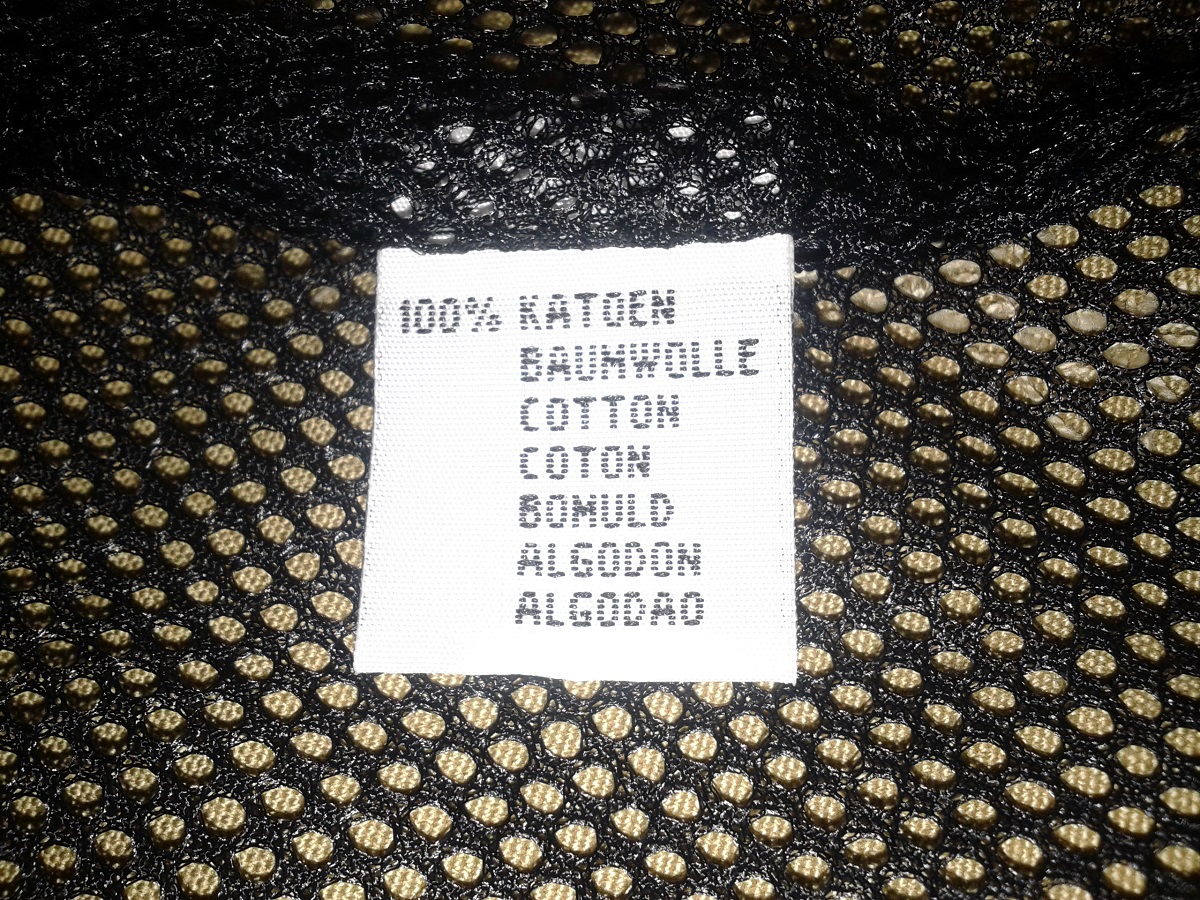 100% KATOEN
BAUMWOLLE
COTTON
COTON
BOMULD
ALGODON
ALGODAO